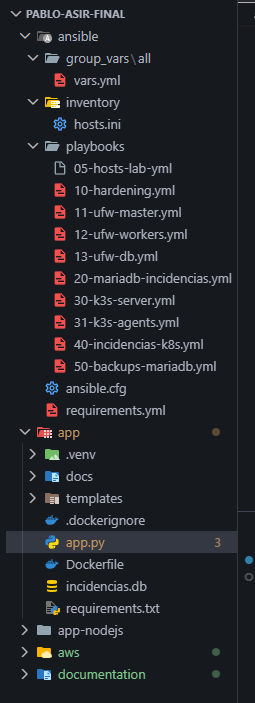 PABLO-ASIR-FINAL
ansible
group_vars\all
vars.yml
inventory
hosts.ini
playbooks
05-hosts-lab-yml
10-hardening.yml
11-ufw-master.yml
12-ufw-workers.yml
13-ufw-db.yml
20-mariadb-incidencias.yml
30-k3s-server.yml
31-k3s-agents.yml
40-incidencias-k8s.yml
50-backups-mariadb.yml
ansible.cfg
requirements.yml
app
.venv
docs
templates
.dockerignore
app.py 3
Dockerfile
incidencias.db
requirements.txt
app-nodejs
aws
documentation